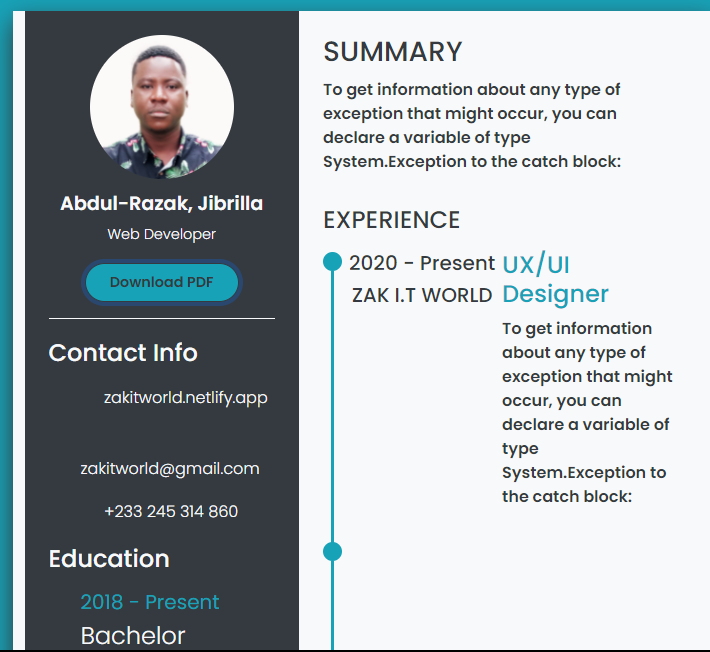 Abdul-Razak, Jibrilla
Web Developer
Download PDF
Contact Info
zakitworld.netlify.app
zakitworld@gmail.com
+233 245 314 860
Education
2018 - Present
Bachelor
SUMMARY
To get information about any type of
exception that might occur, you can
declare a variable of type
System.Exception to the catch block:
EXPERIENCE
2020 - Present
ZAK I.T WORLD
UX/UI
Designer
To get information
about any type of
exception that might
occur, you can
declare a variable of
type
System.Exception to
the catch block: